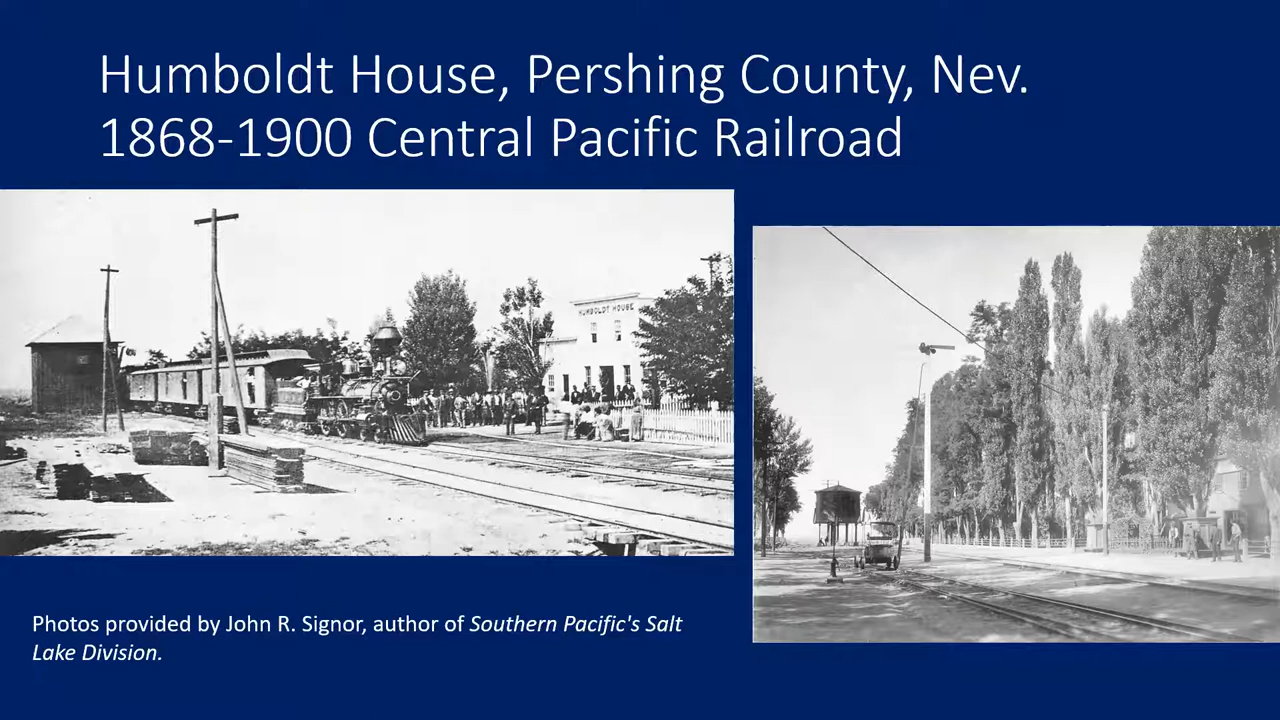 Humboldt House, Pershing County, Nev.
1868-1900 Central Pacific Railroad
HUMBOLDT HOUSE
Photos provided by John R. Signor, author of Southern Pacific's Salt
Lake Division.